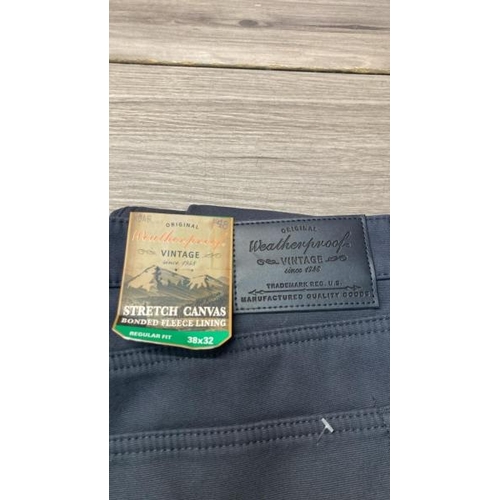 ORIGINAL
Weatherproof
VINTAGE
since 1948
STRETCH CANVAS
BONDED FLEECE LINING
REGULAR FIT 38x32
ORIGINAL
Weatherproof
VINTAGE
since 1948
TRADEMARK REG. U.S.
MANUFACTURED QUALITY GOODS